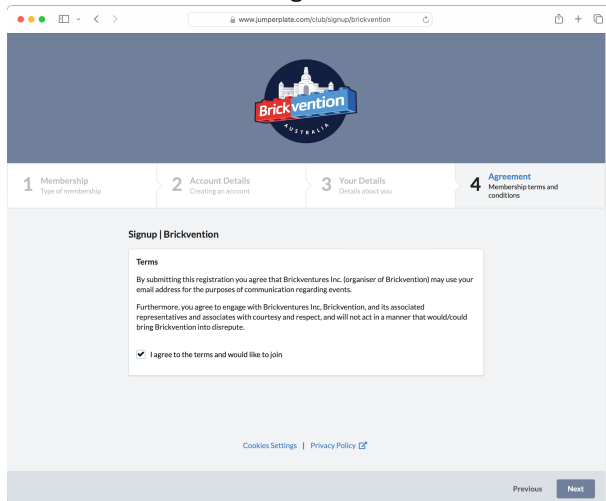 www.jumperplate.com/club/signup/brickvention
Brickvention
AUSTRALIA
1 Membership
Type of membership
2 Account Details
Creating an account
3 Your Details
Details about you
4 Agreement
Membership terms and
conditions
Signup | Brickvention
Terms
By submitting this registration you agree that Brickventures Inc. (organiser of Brickvention) may use your
email address for the purposes of communication regarding events.
Furthermore, you agree to engage with Brickventures Inc, Brickvention, and its associated
representatives and associates with courtesy and respect, and will not act in a manner that would/could
bring Brickvention into disrepute.
I agree to the terms and would like to join
Cookies Settings | Privacy Policy
Previous Next